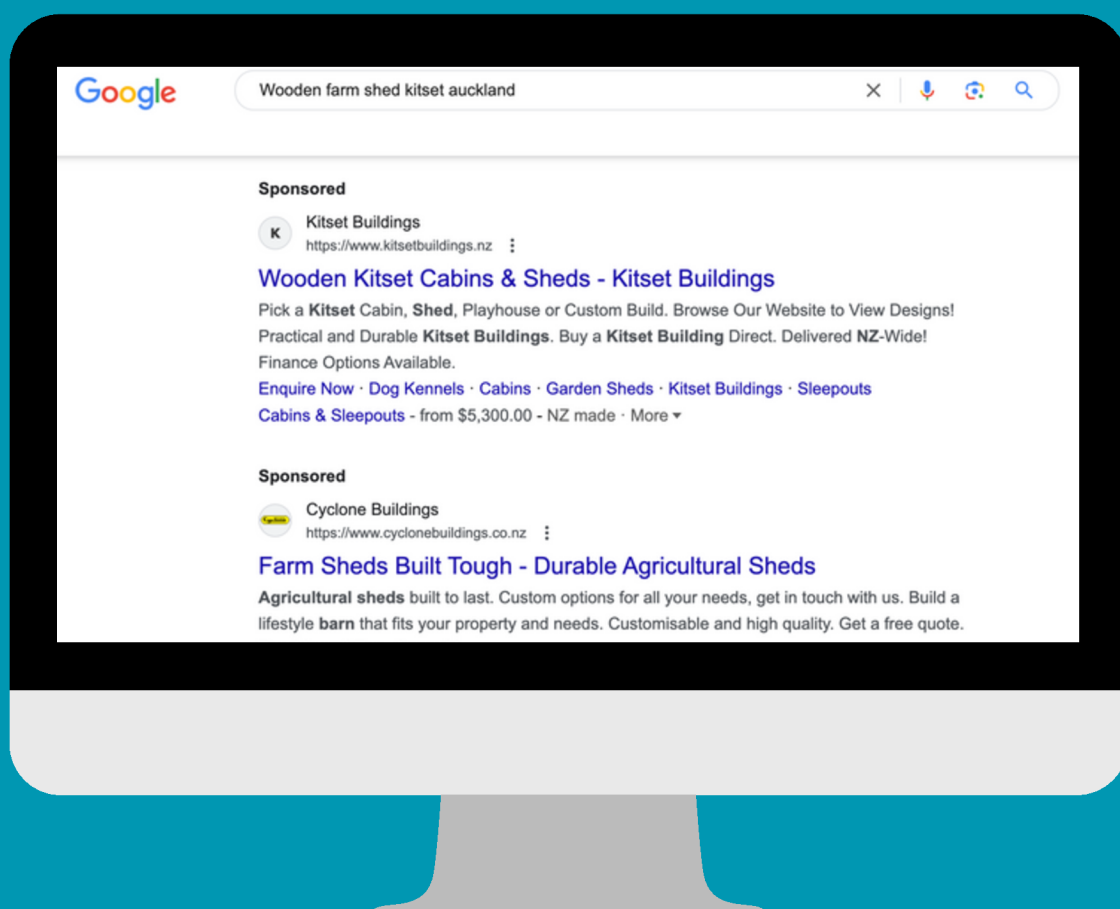 Google
Wooden farm shed kitset auckland
Sponsored
K
Kitset Buildings
https://www.kitsetbuildings.nz
Wooden Kitset Cabins & Sheds - Kitset Buildings
Pick a Kitset Cabin, Shed, Playhouse or Custom Build. Browse Our Website to View Designs!
Practical and Durable Kitset Buildings. Buy a Kitset Building Direct. Delivered NZ-Wide!
Finance Options Available.
Enquire Now · Dog Kennels · Cabins · Garden Sheds · Kitset Buildings · Sleepouts
Cabins & Sleepouts - from $5,300.00 - NZ made · More
Sponsored
Cyclone Buildings
https://www.cyclonebuildings.co.nz
Farm Sheds Built Tough - Durable Agricultural Sheds
Agricultural sheds built to last. Custom options for all your needs, get in touch with us. Build a
lifestyle barn that fits your property and needs. Customisable and high quality. Get a free quote.